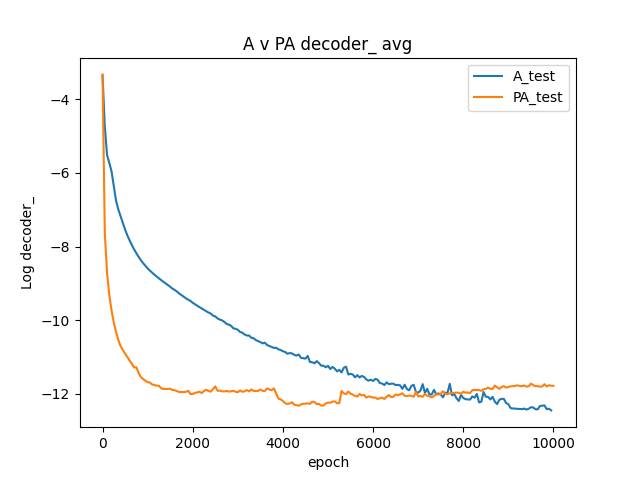 A v PA decoder_ avg
A_test
PA_test
Log decoder_
−4
−6
−8
−10
−12
0
2000
4000
6000
8000
10000
epoch